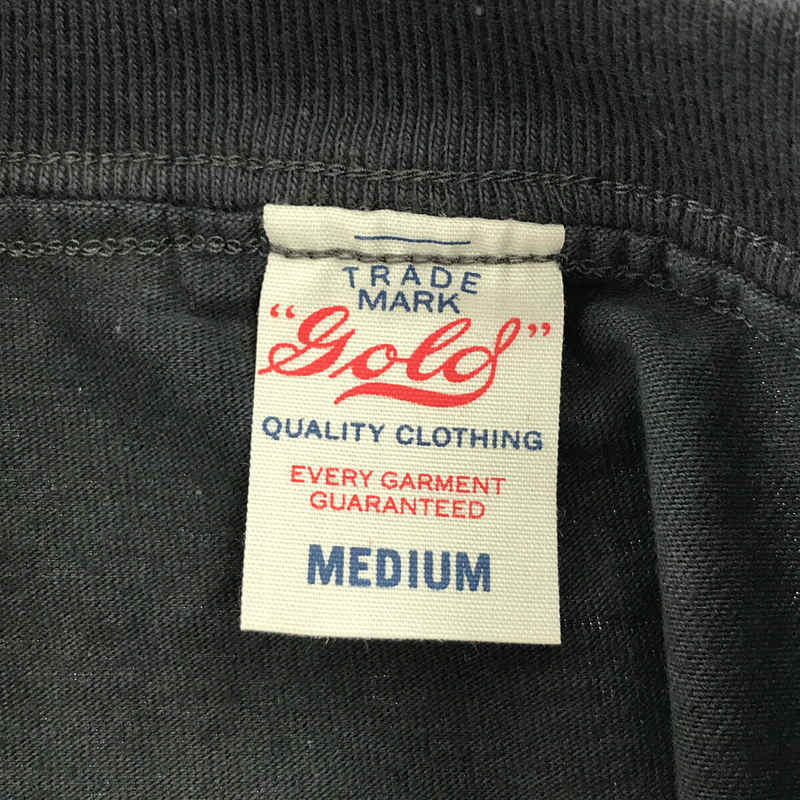 TRADE
MARK
"Gold"
QUALITY CLOTHING
EVERY GARMENT
GUARANTEED
MEDIUM